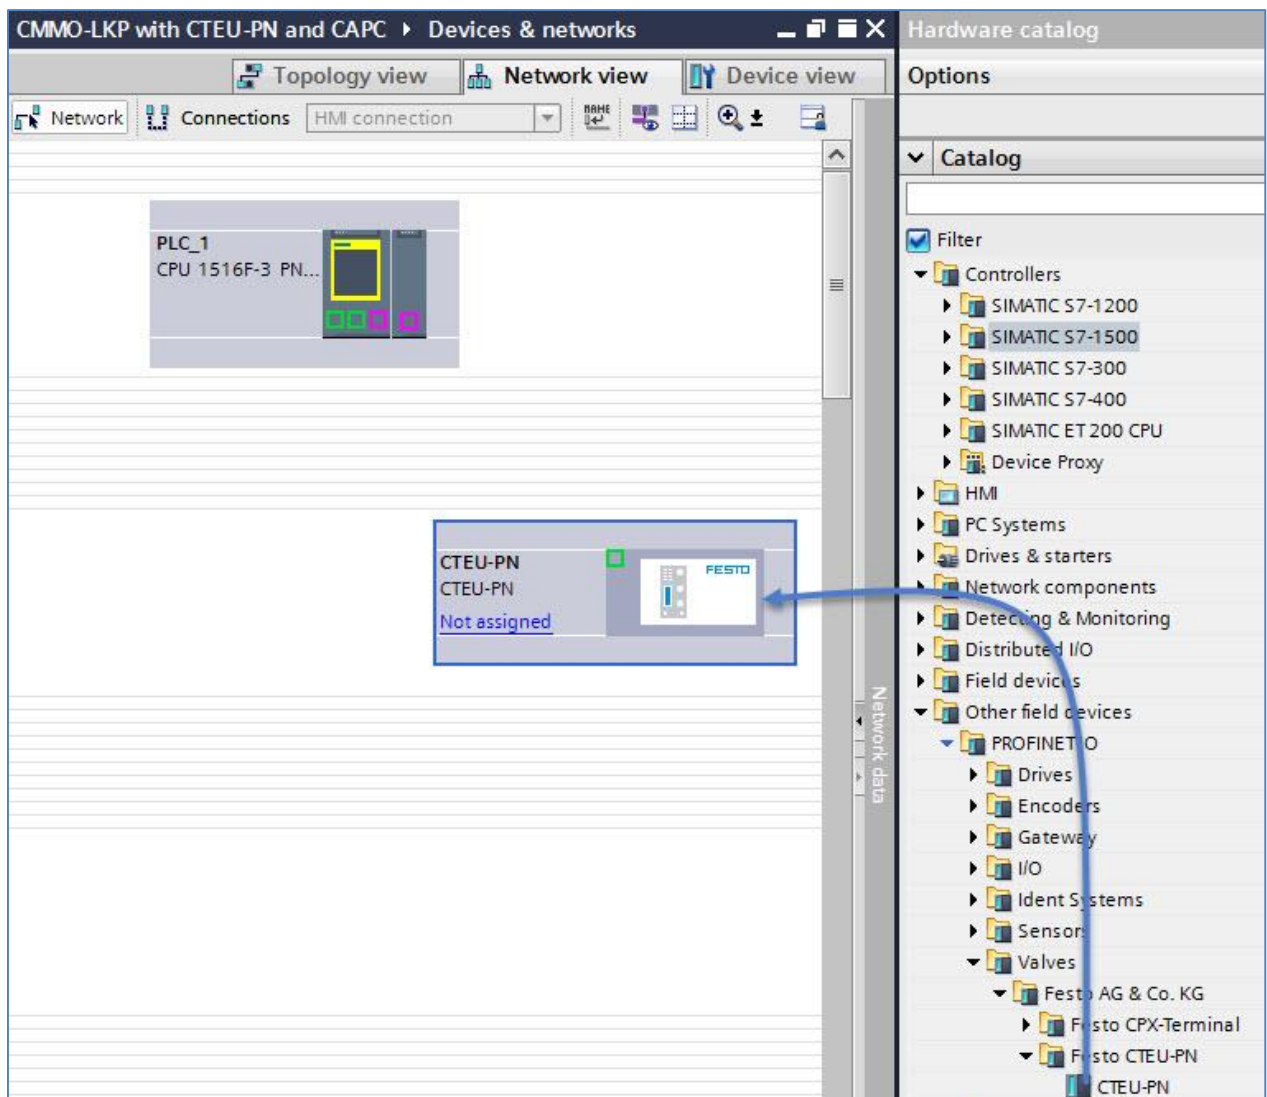 CMMO-LKP with CTEU-PN and CAPC ▸ Devices & networks
Topology view Network view Device view
Network Connections HMI connection
PLC_1
CPU 1516F-3 PN...
CTEU-PN
CTEU-PN
Not assigned
FESTO
Network data
Hardware catalog
Options
Catalog
Filter
Controllers
SIMATIC S7-1200
SIMATIC S7-1500
SIMATIC S7-300
SIMATIC S7-400
SIMATIC ET 200 CPU
Device Proxy
HMI
PC Systems
Drives & starters
Network components
Detecting & Monitoring
Distributed I/O
Field devices
Other field devices
PROFINET IO
Drives
Encoders
Gateway
I/O
Ident Systems
Sensors
Valves
Festo AG & Co. KG
Festo CPX-Terminal
Festo CTEU-PN
CTEU-PN